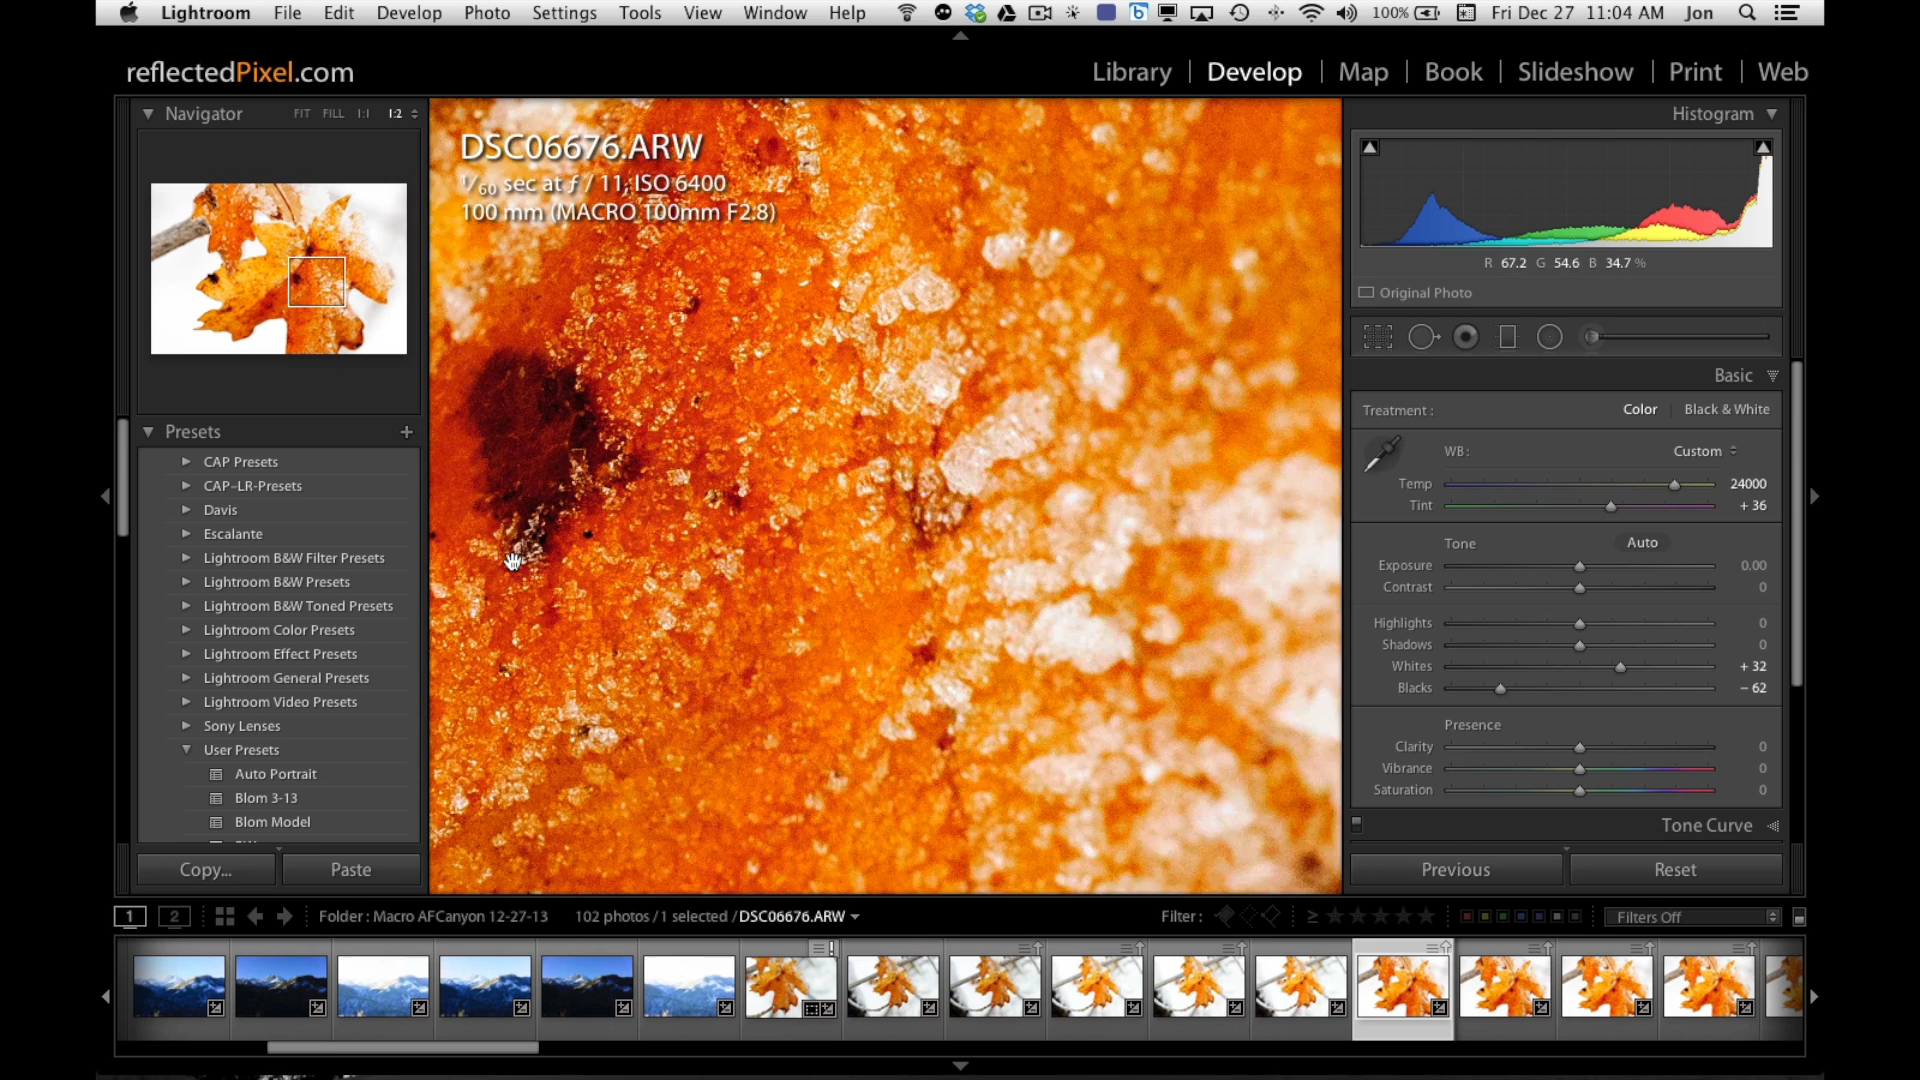 Lightroom File Edit Develop Photo Settings Tools View Window Help 100% Fri Dec 27 11:04 AM Jon
reflectedPixel.com
Library | Develop | Map | Book | Slideshow | Print | Web
Navigator FIT FILL 1:1 1:2
DSC06676.ARW
1/60 sec at ƒ / 11, ISO 6400
100 mm (MACRO 100mm F2.8)
Presets +
CAP Presets
CAP-LR-Presets
Davis
Escalante
Lightroom B&W Filter Presets
Lightroom B&W Presets
Lightroom B&W Toned Presets
Lightroom Color Presets
Lightroom Effect Presets
Lightroom General Presets
Lightroom Video Presets
Sony Lenses
User Presets
Auto Portrait
Blom 3-13
Blom Model
Copy... Paste
Histogram
R 67.2 G 54.6 B 34.7 %
Original Photo
Basic
Treatment : Color Black & White
WB : Custom
Temp 24000
Tint + 36
Tone Auto
Exposure 0.00
Contrast 0
Highlights 0
Shadows 0
Whites + 32
Blacks − 62
Presence
Clarity 0
Vibrance 0
Saturation 0
Tone Curve
Previous Reset
1 2 Folder : Macro AFCanyon 12-27-13 102 photos / 1 selected / DSC06676.ARW Filter : ≥ Filters Off